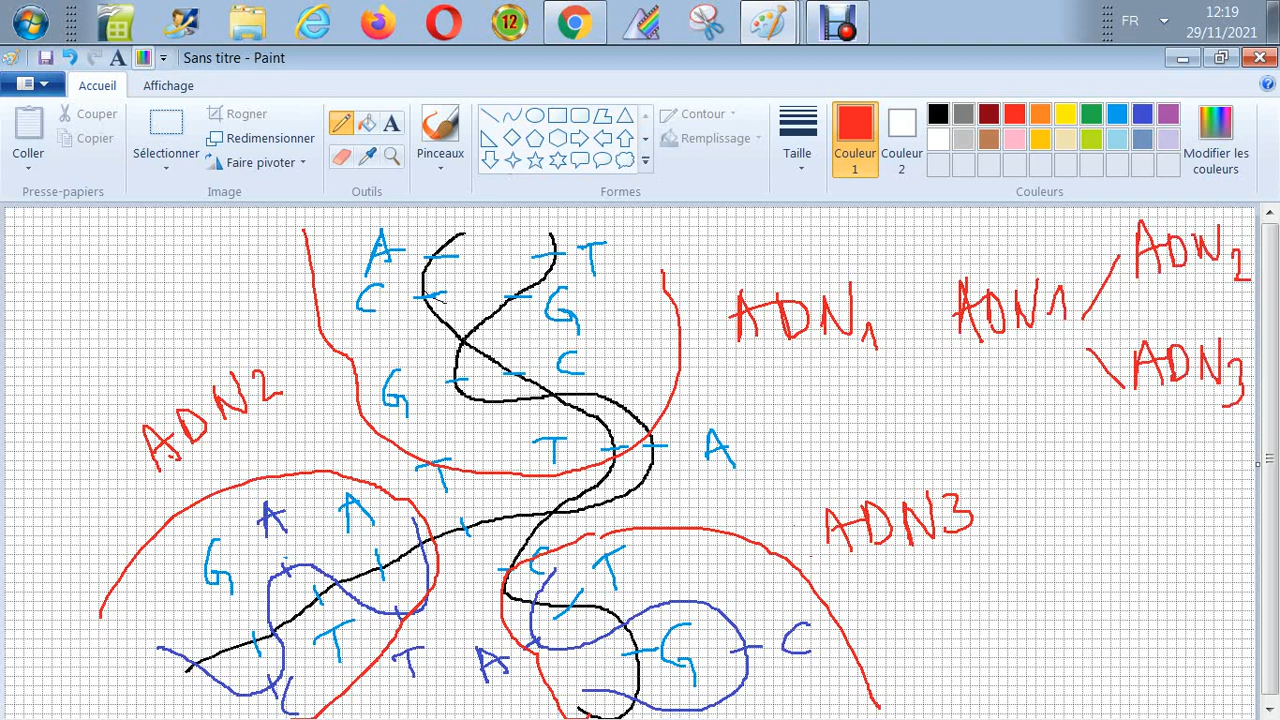 12
FR
12:19
29/11/2021
Sans titre - Paint
Accueil
Affichage
Coller
Couper
Copier
Presse-papiers
Sélectionner
Rogner
Redimensionner
Faire pivoter
Image
A
Outils
Pinceaux
Contour
Remplissage
Formes
Taille
Couleur 1
Couleur 2
Modifier les couleurs
Couleurs
A T
C G
G C
T A
T
ADN1
ADN1
ADN2
ADN3
ADN2
A A
G
T
T
C
ADN3
C T
A G C